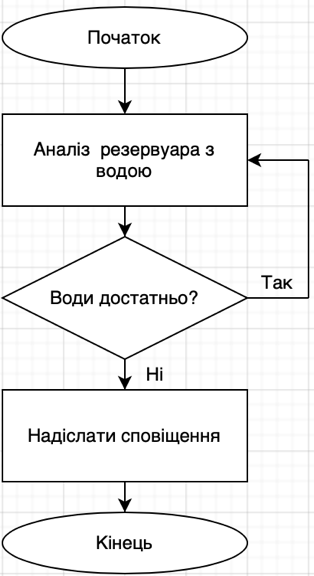 Початок
Аналіз резервуара з
водою
Води достатньо?
Так
Ні
Надіслати сповіщення
Кінець